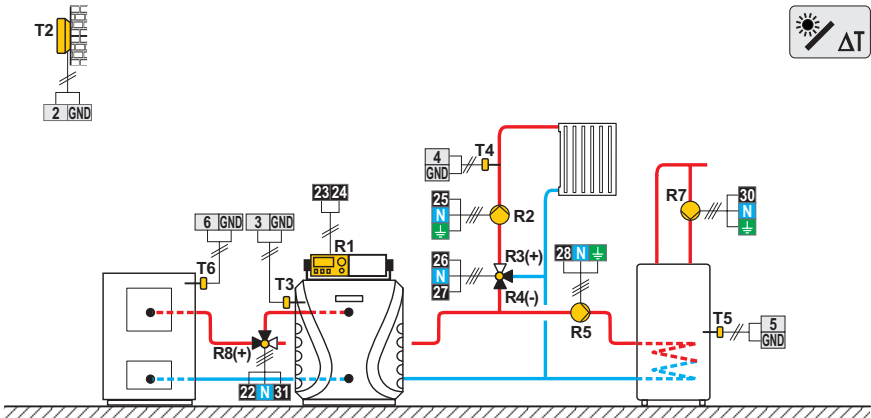 T2
ΔT
2 GND
4
GND
T4
23 24
25
N
R2
R7
30
N
6 GND
3 GND
R1
26
N
27
R3(+)
R4(-)
28 N
T6
T3
R5
T5
5
GND
R8(+)
22 N 31